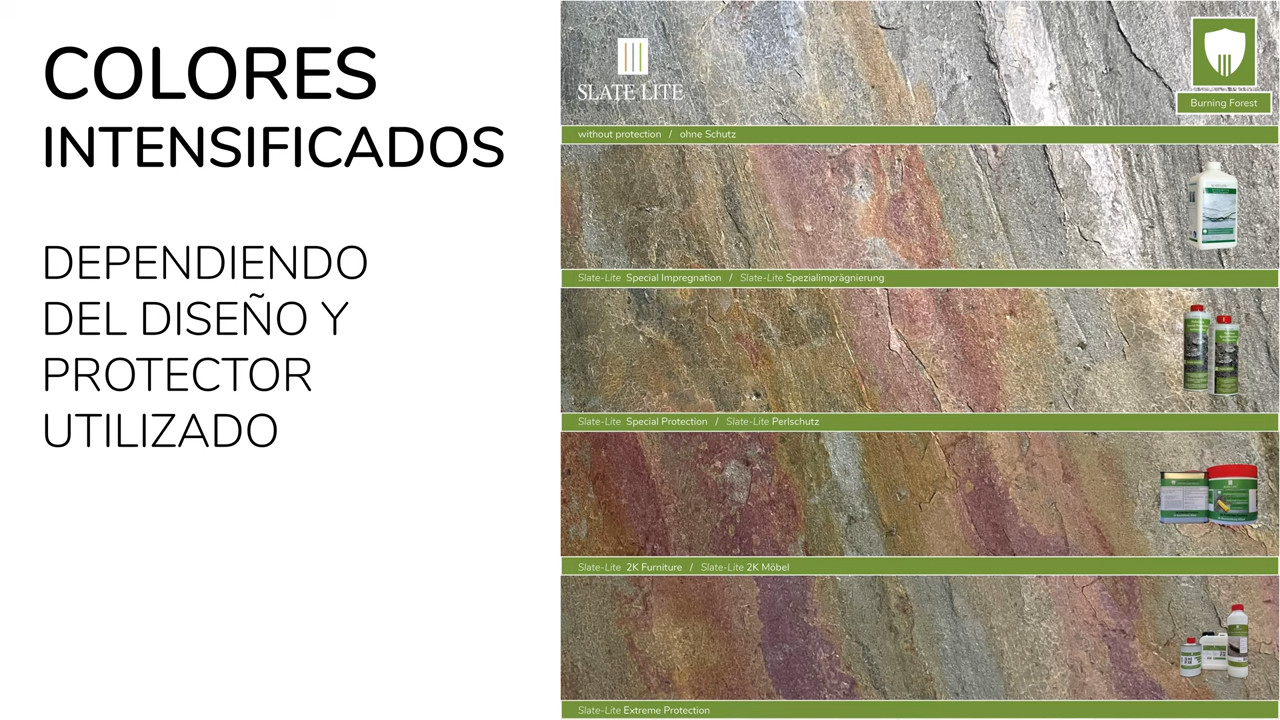 COLORES
INTENSIFICADOS
DEPENDIENDO
DEL DISEÑO Y
PROTECTOR
UTILIZADO
SLATE LITE
Burning Forest
without protection / ohne Schutz
Slate-Lite Special Impregnation / Slate-Lite Spezialimprägnierung
Slate-Lite Special Protection / Slate-Lite Perlschutz
Slate-Lite 2K Furniture / Slate-Lite 2K Möbel
Slate-Lite Extreme Protection